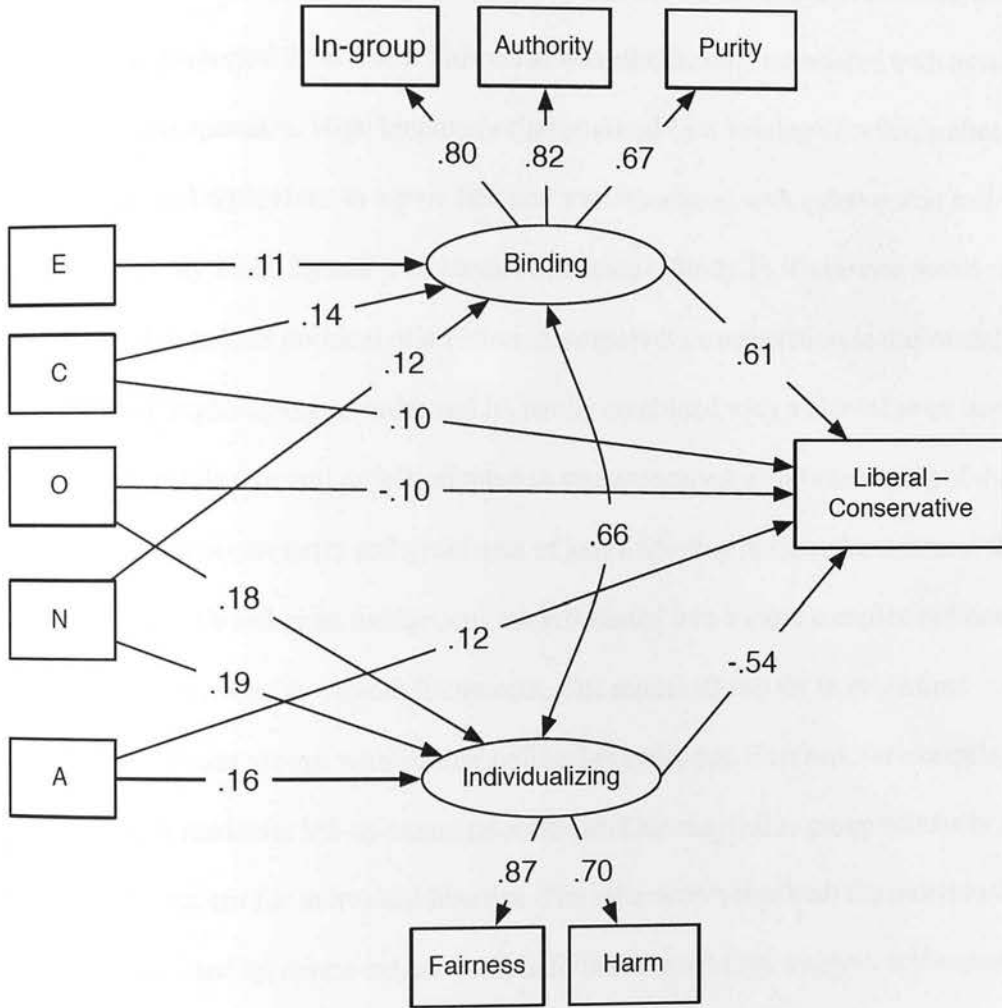 In-group
Authority
Purity
.80
.82
.67
E
.11
Binding
.14
C
.12
.61
.10
O
-.10
Liberal –
Conservative
.66
N
.18
.12
-.54
.19
A
.16
Individualizing
.87
.70
Fairness
Harm